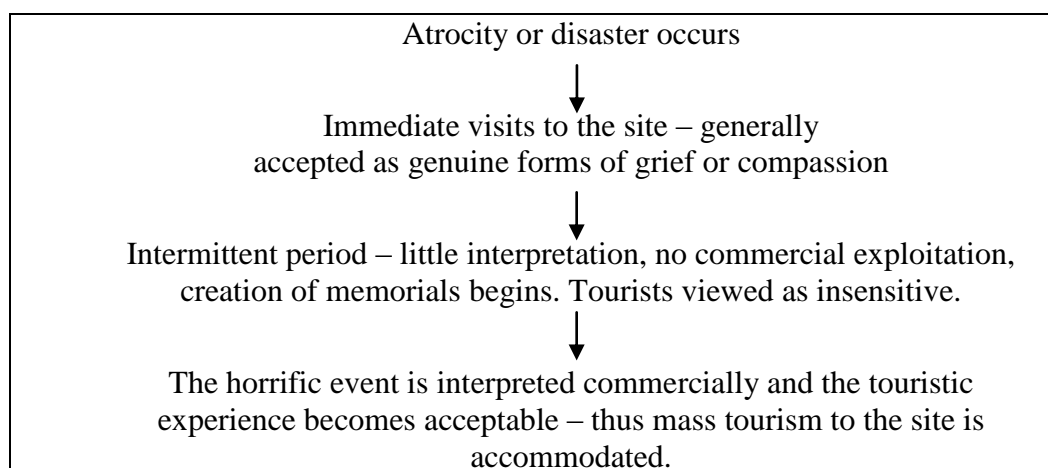 Atrocity or disaster occurs
Immediate visits to the site – generally
accepted as genuine forms of grief or compassion
Intermittent period – little interpretation, no commercial exploitation,
creation of memorials begins. Tourists viewed as insensitive.
The horrific event is interpreted commercially and the touristic
experience becomes acceptable – thus mass tourism to the site is
accommodated.